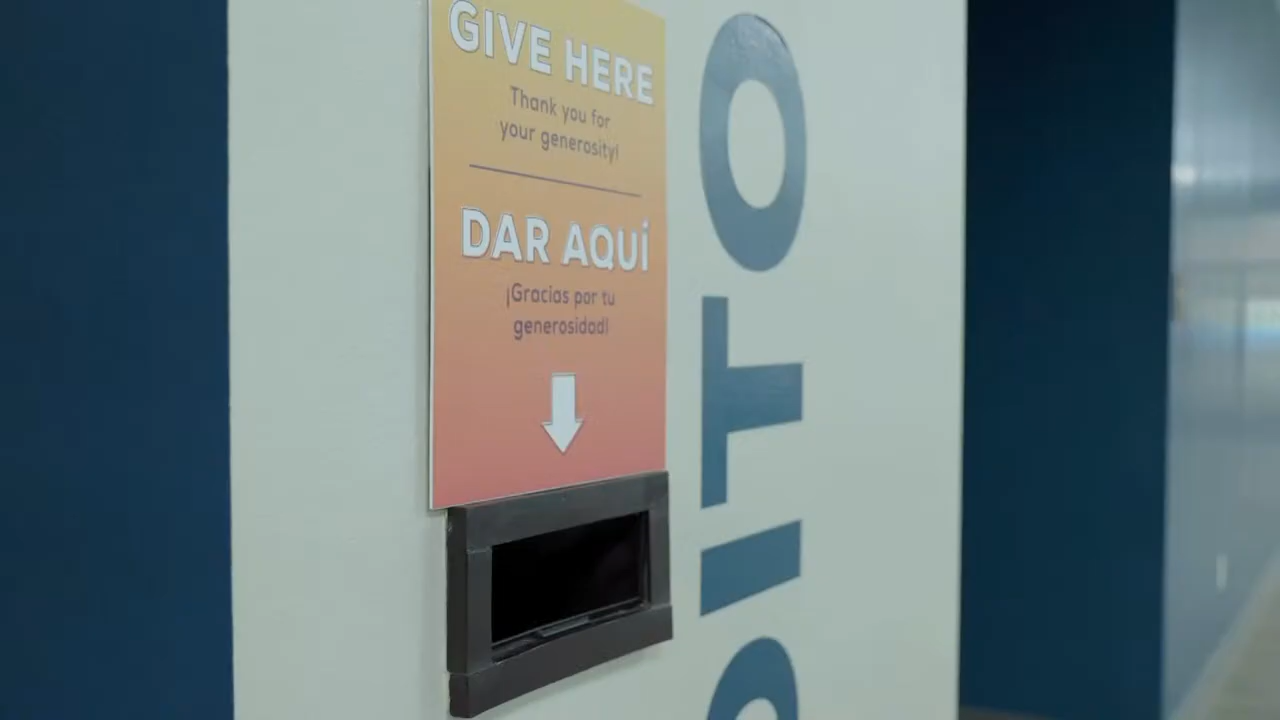 GIVE HERE
Thank you for
your generosity!
DAR AQUÍ
¡Gracias por tu
generosidad!